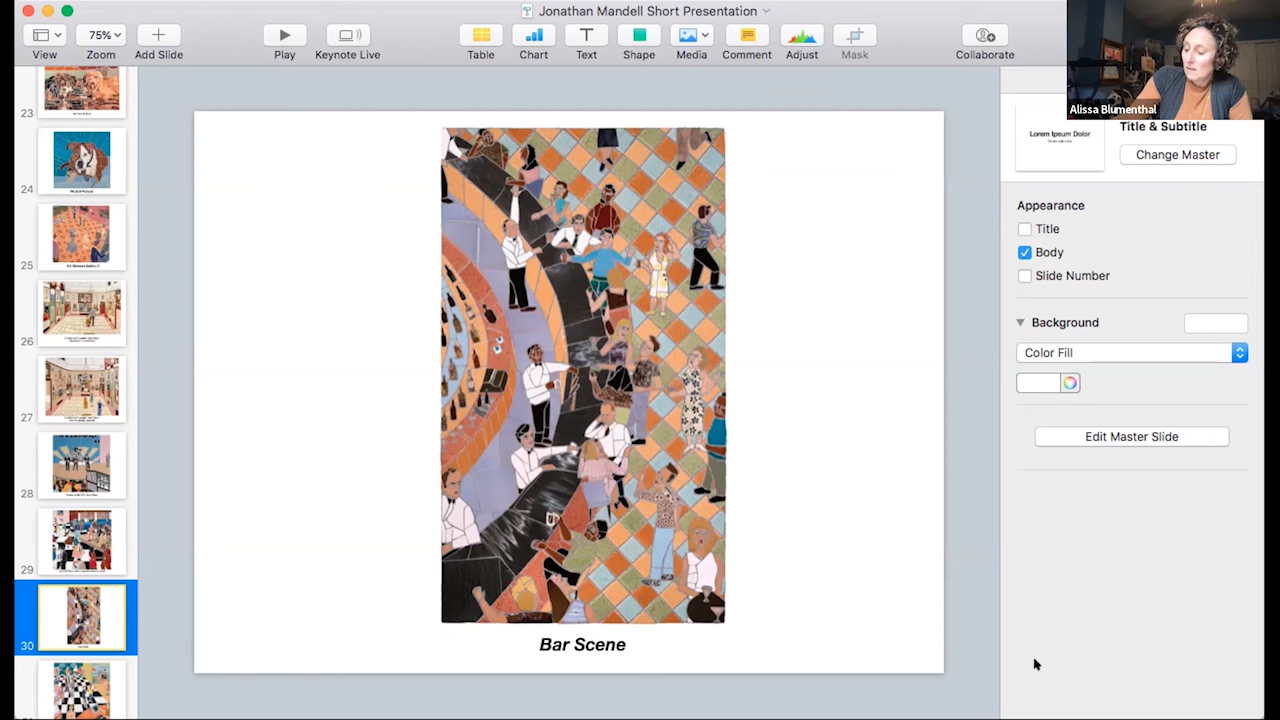 Jonathan Mandell Short Presentation
75%
View
Zoom
Add Slide
Play
Keynote Live
Table
Chart
Text
Shape
Media
Comment
Adjust
Mask
Collaborate
Alissa Blumenthal
Lorem Ipsum Dolor
Title & Subtitle
Change Master
Appearance
Title
Body
Slide Number
Background
Color Fill
Edit Master Slide
23
24
25
26
27
28
29
30
Bar Scene